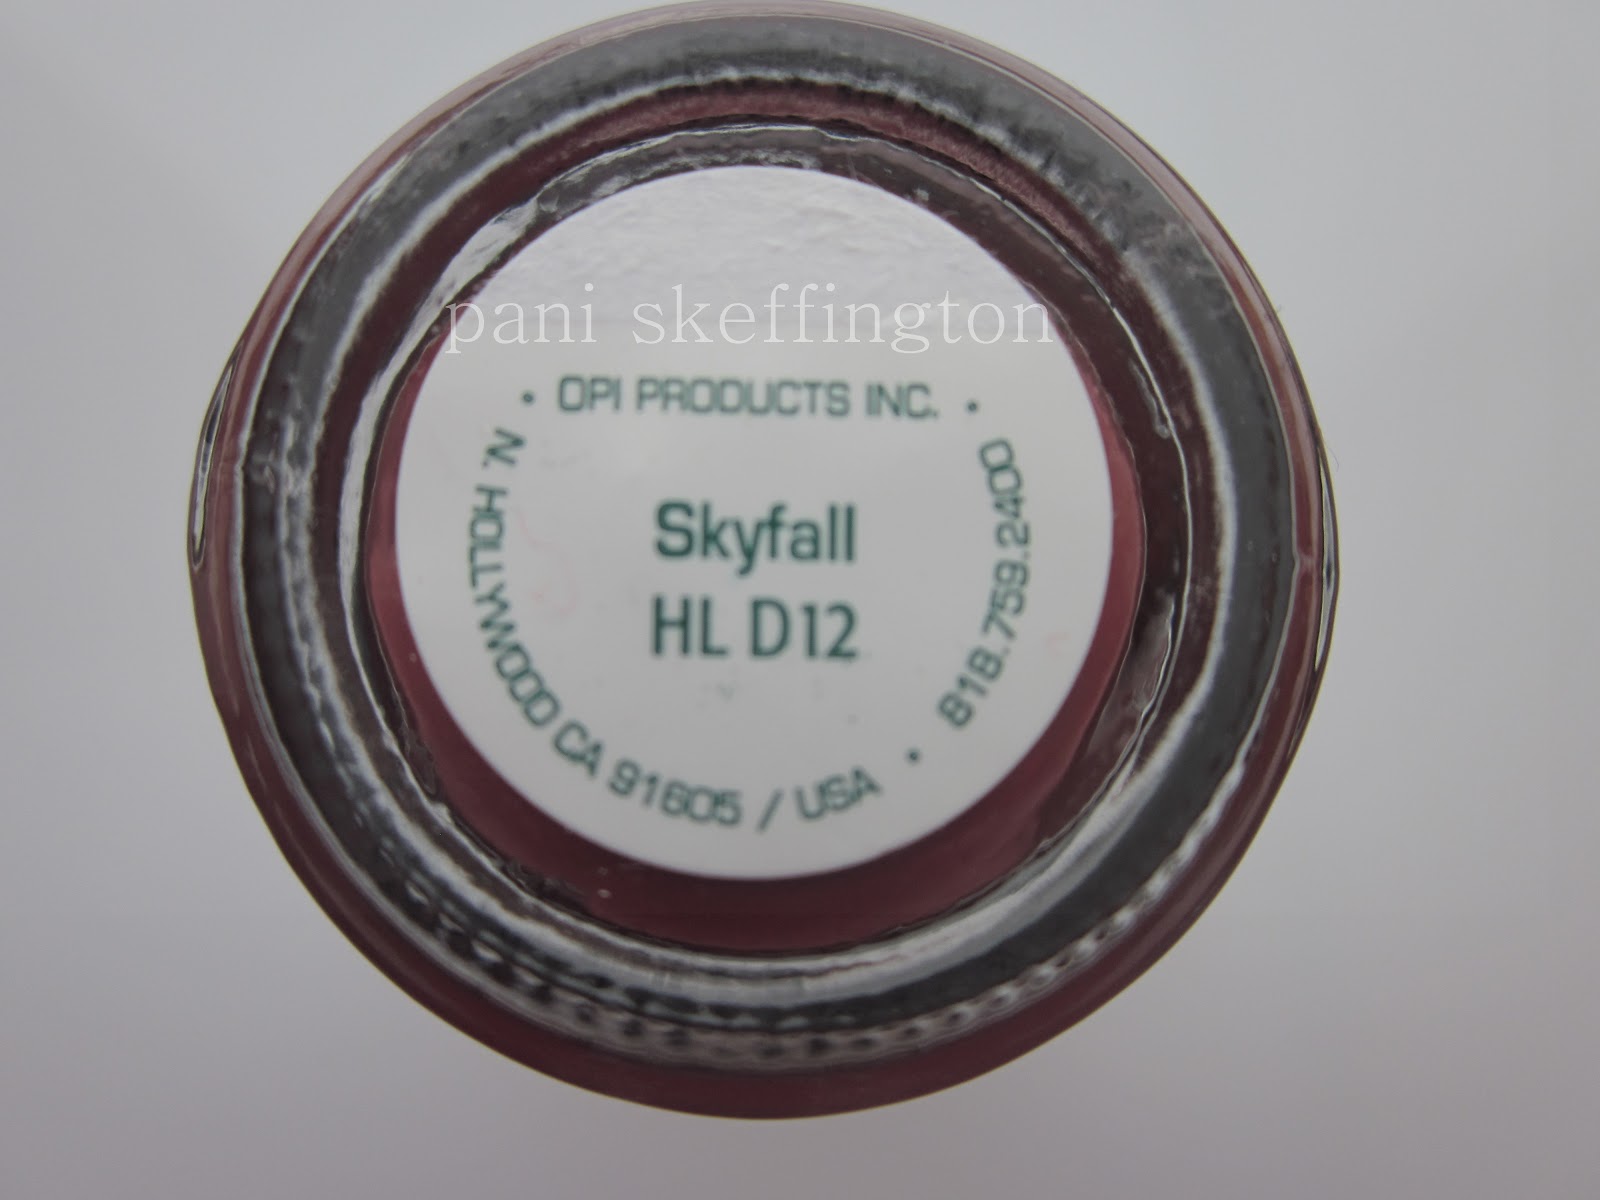 pani skeffington
• OPI PRODUCTS INC. •
Skyfall
HL D12
N. HOLLYWOOD CA 91605 / USA • 818.759.2400